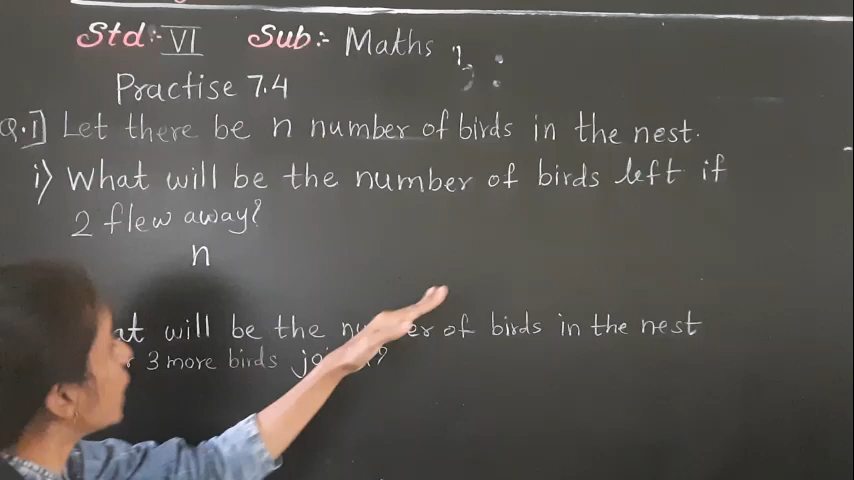 Std:- VI Sub:- Maths
Practise 7.4
Q.1] Let there be n number of birds in the nest.
i) What will be the number of birds left if
2 flew away?
n
will be the of birds in the nest
3 more birds